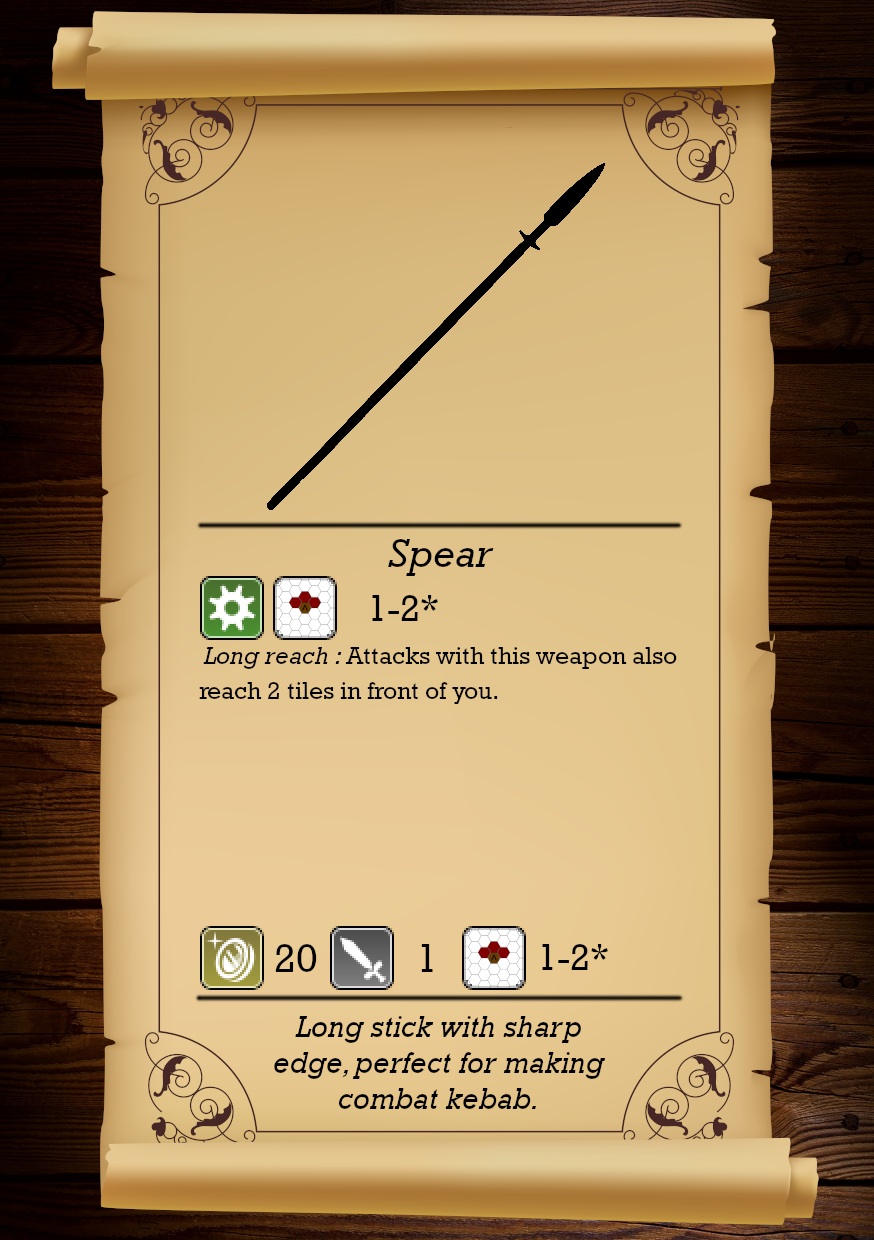 Spear
1-2*
Long reach : Attacks with this weapon also
reach 2 tiles in front of you.
20 1 1-2*
Long stick with sharp
edge, perfect for making
combat kebab.